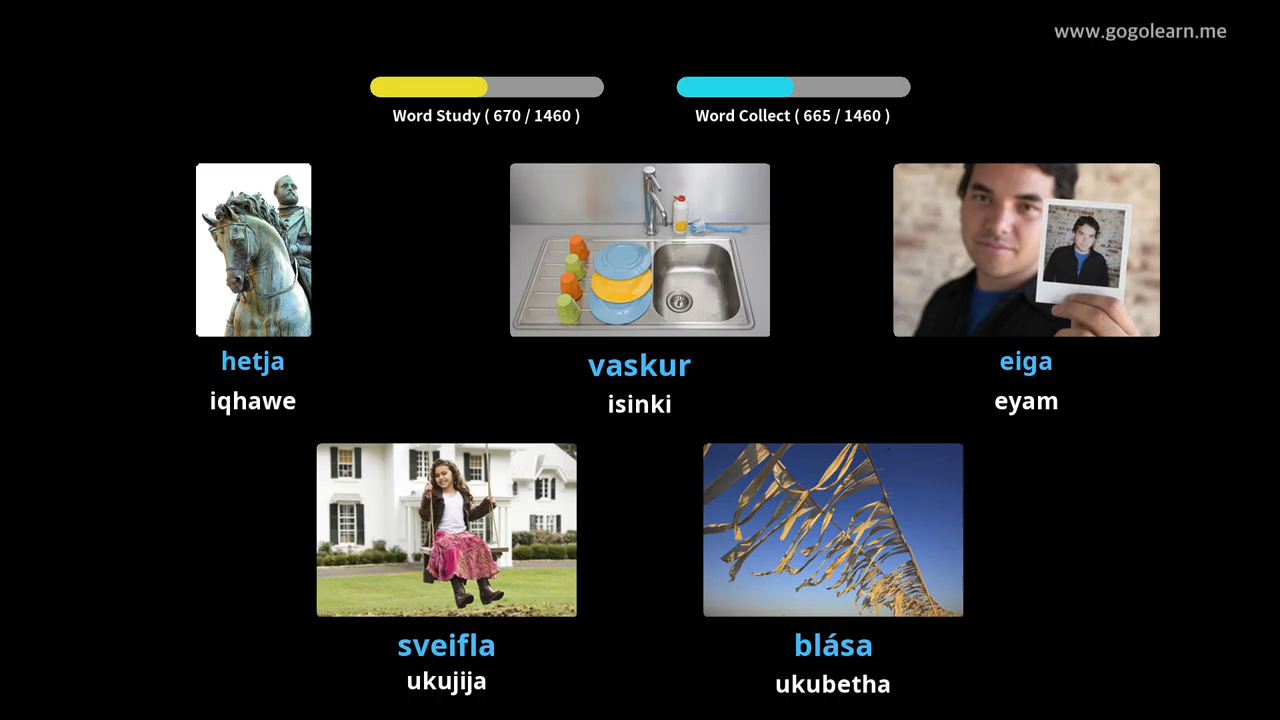 www.gogolearn.me
Word Study ( 670 / 1460 )
Word Collect ( 665 / 1460 )
hetja
iqhawe
vaskur
isinki
eiga
eyam
sveifla
ukujija
blása
ukubetha